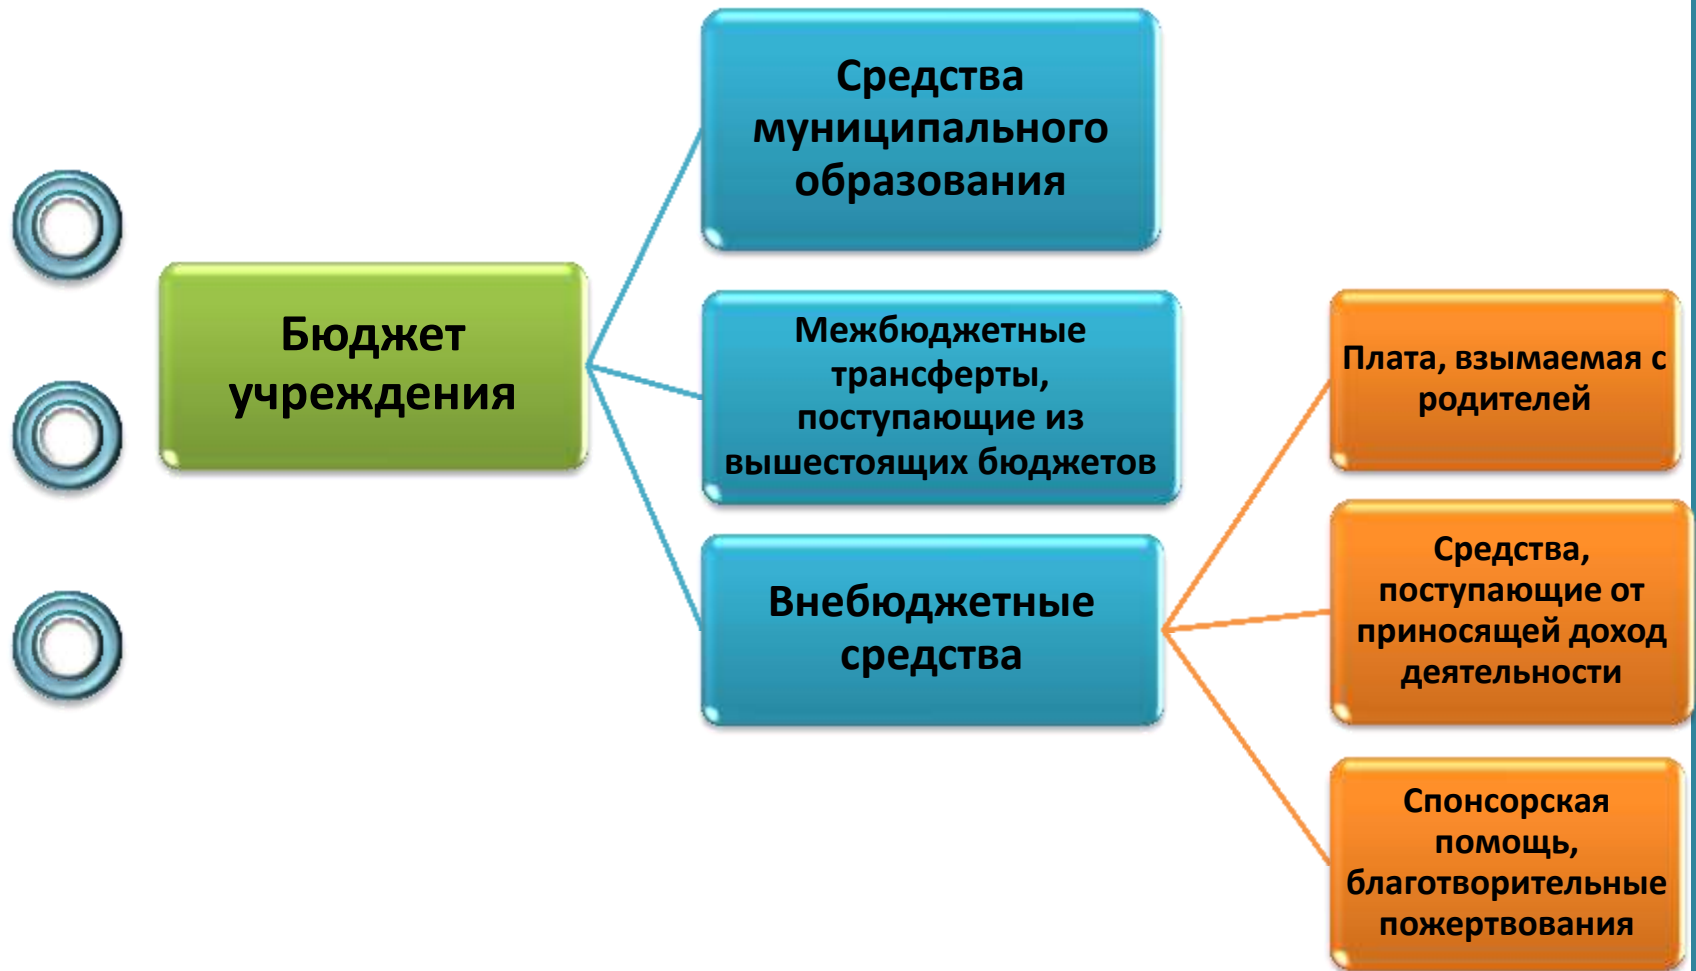 Бюджет
учреждения
Средства
муниципального
образования
Межбюджетные
трансферты,
поступающие из
вышестоящих бюджетов
Внебюджетные
средства
Плата, взымаемая с
родителей
Средства,
поступающие от
приносящей доход
деятельности
Спонсорская
помощь,
благотворительные
пожертвования